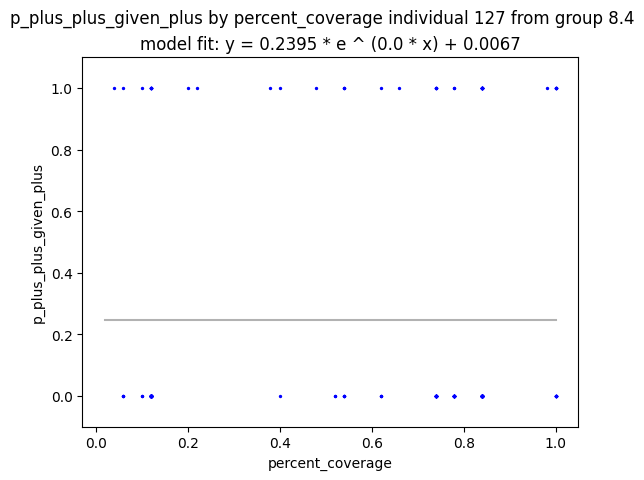 p_plus_plus_given_plus by percent_coverage individual 127 from group 8.4
model fit: y = 0.2395 * e ^ (0.0 * x) + 0.0067
1.0
0.8
0.6
0.4
0.2
0.0
p_plus_plus_given_plus
0.0 0.2 0.4 0.6 0.8 1.0
percent_coverage